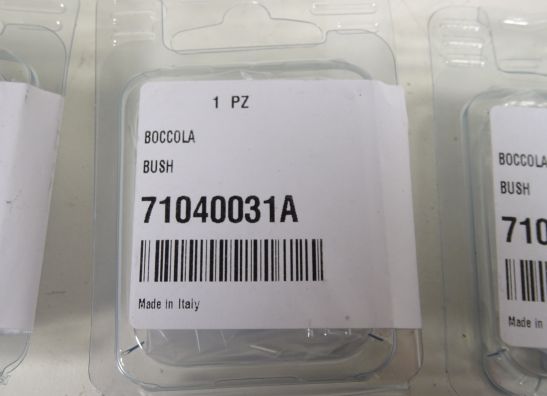 1 PZ
BOCCOLA
BUSH
71040031A
Made in Italy
BOCCOLA
BUSH
710
Made in